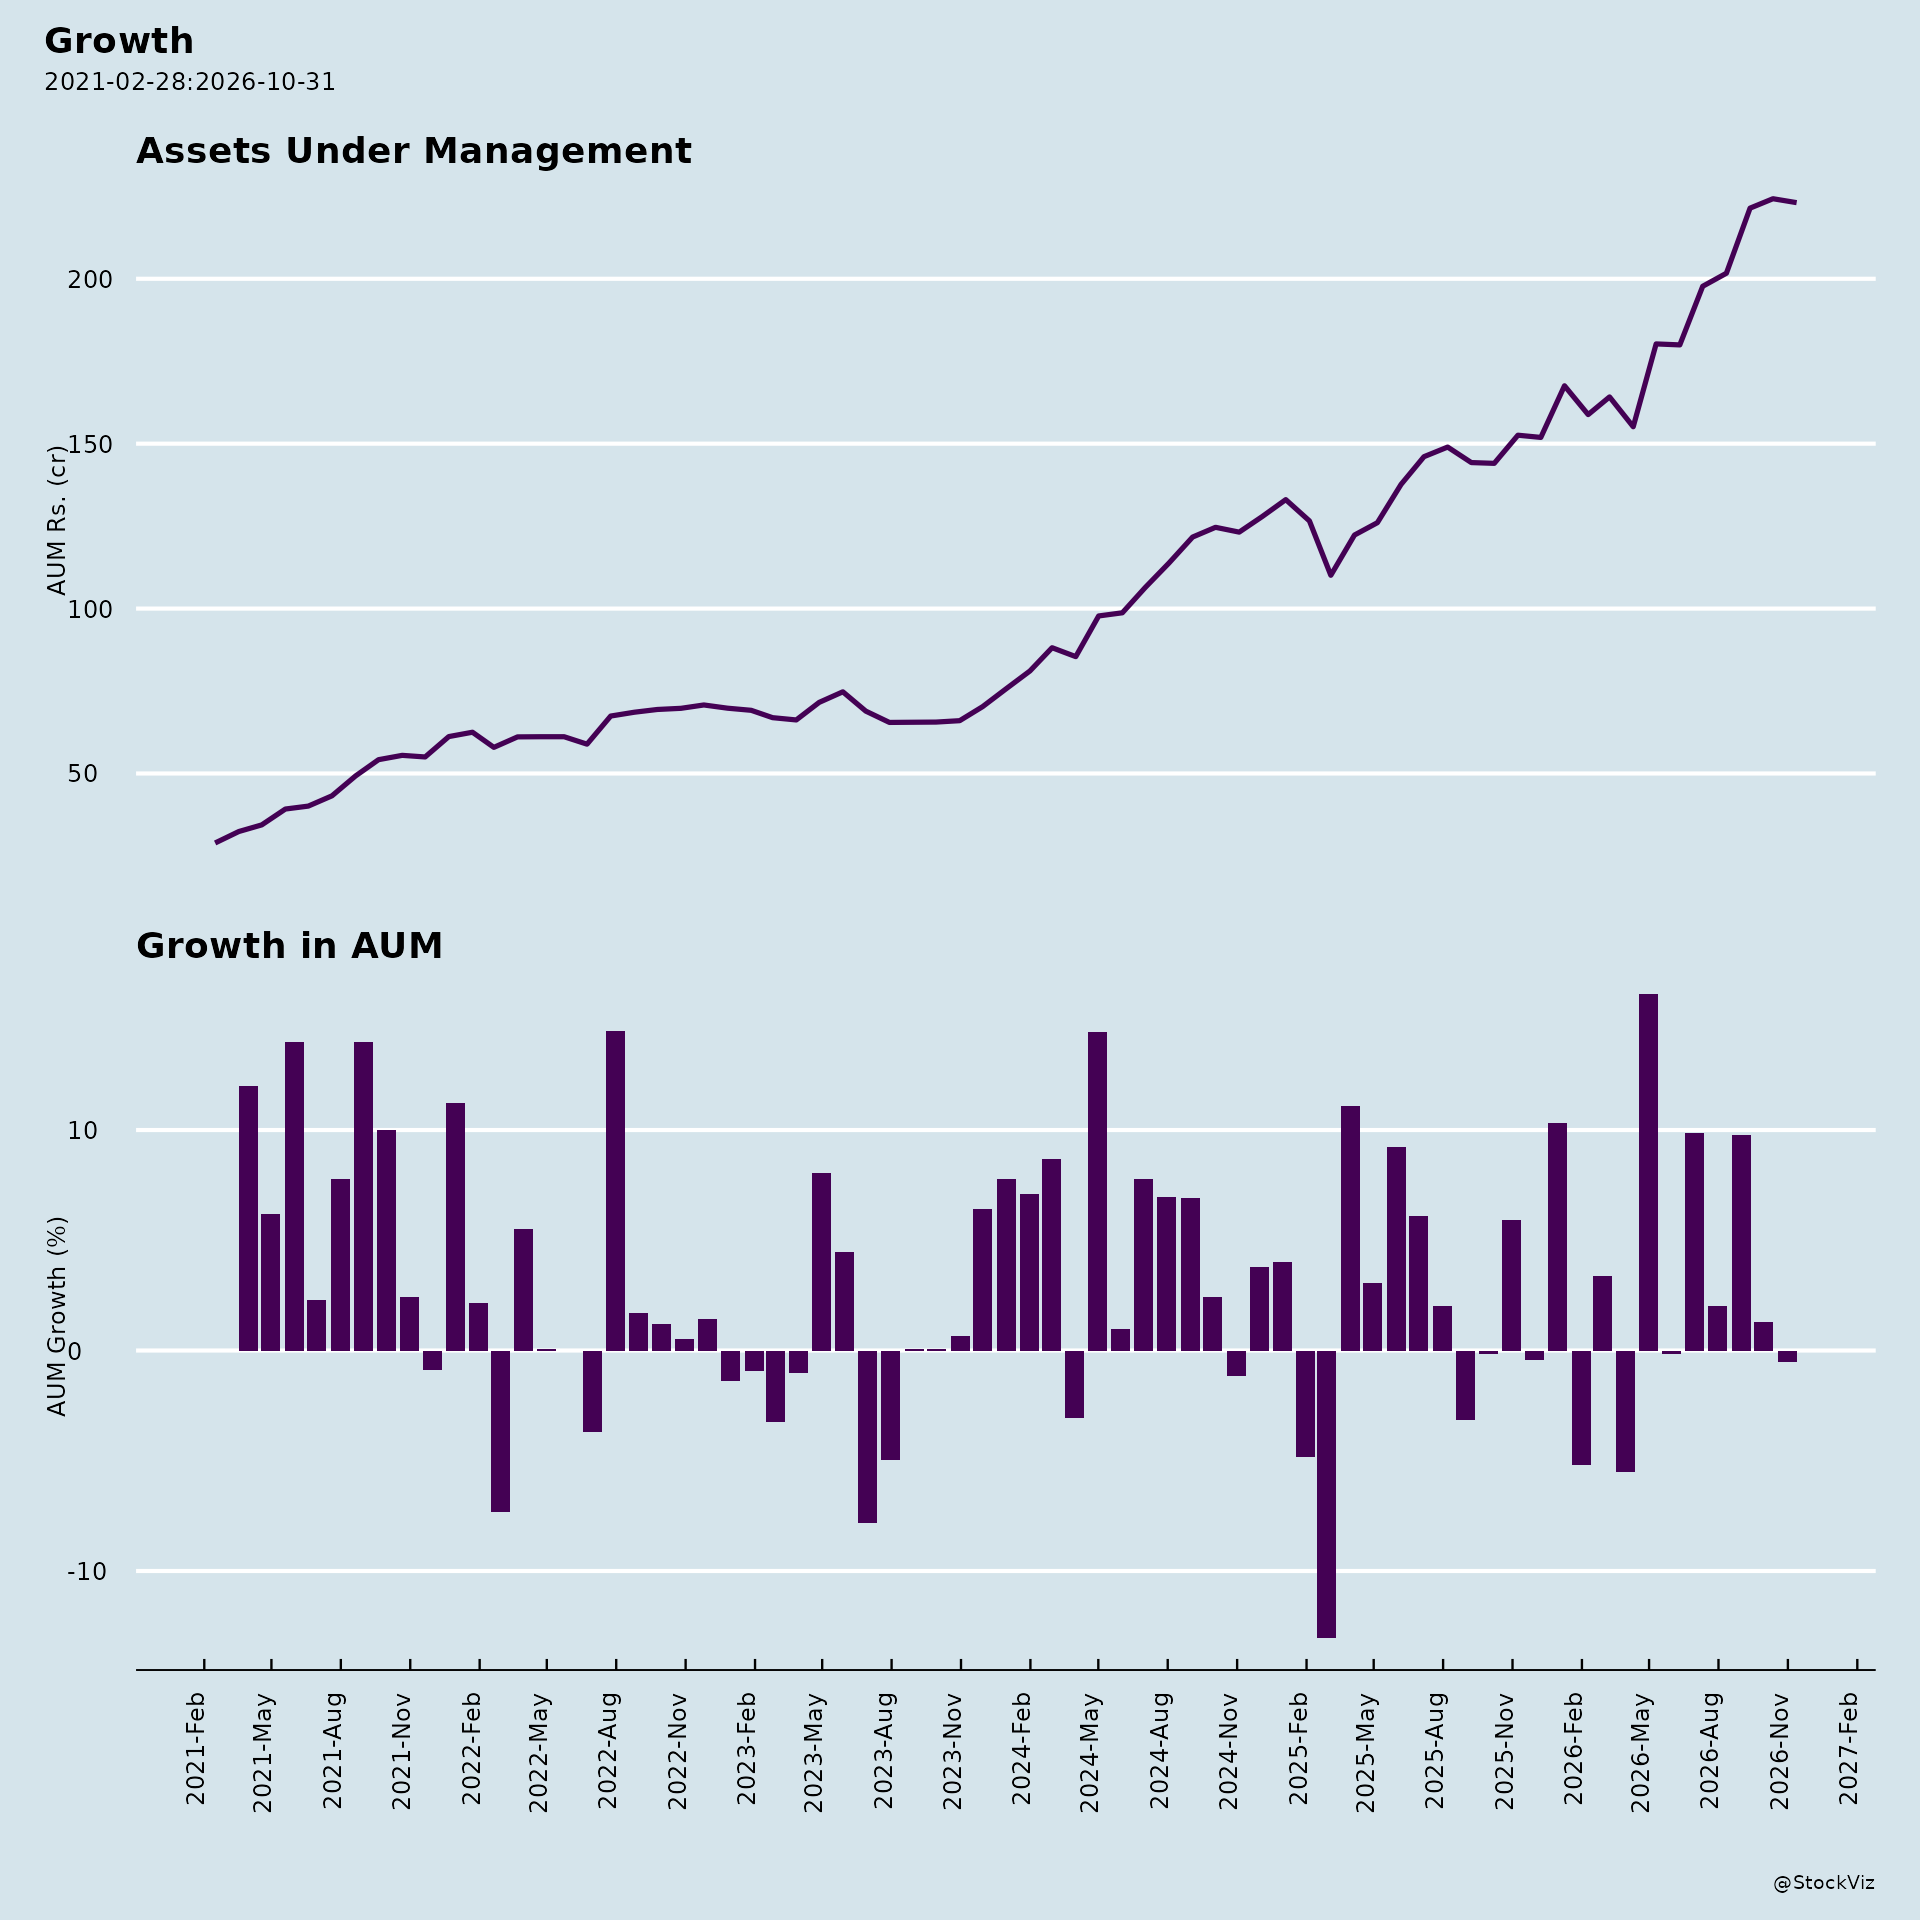 Growth
2021-02-28:2026-10-31
Assets Under Management
AUM Rs. (cr)
200
150
100
50
Growth in AUM
AUM Growth (%)
10
0
-10
2021-Feb
2021-May
2021-Aug
2021-Nov
2022-Feb
2022-May
2022-Aug
2022-Nov
2023-Feb
2023-May
2023-Aug
2023-Nov
2024-Feb
2024-May
2024-Aug
2024-Nov
2025-Feb
2025-May
2025-Aug
2025-Nov
2026-Feb
2026-May
2026-Aug
2026-Nov
2027-Feb
@StockViz